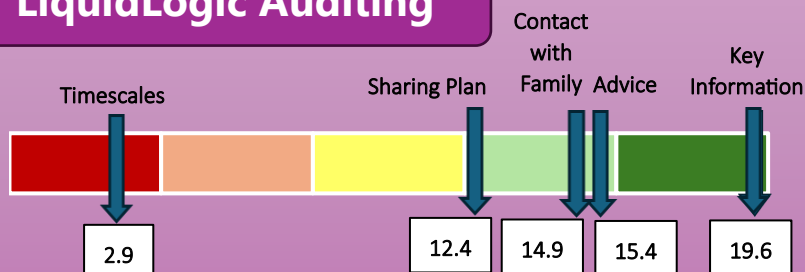 LiquidLogic Auditing
Contact
with
Family
Advice
Key
Information
Sharing Plan
Timescales
2.9
12.4
14.9
15.4
19.6